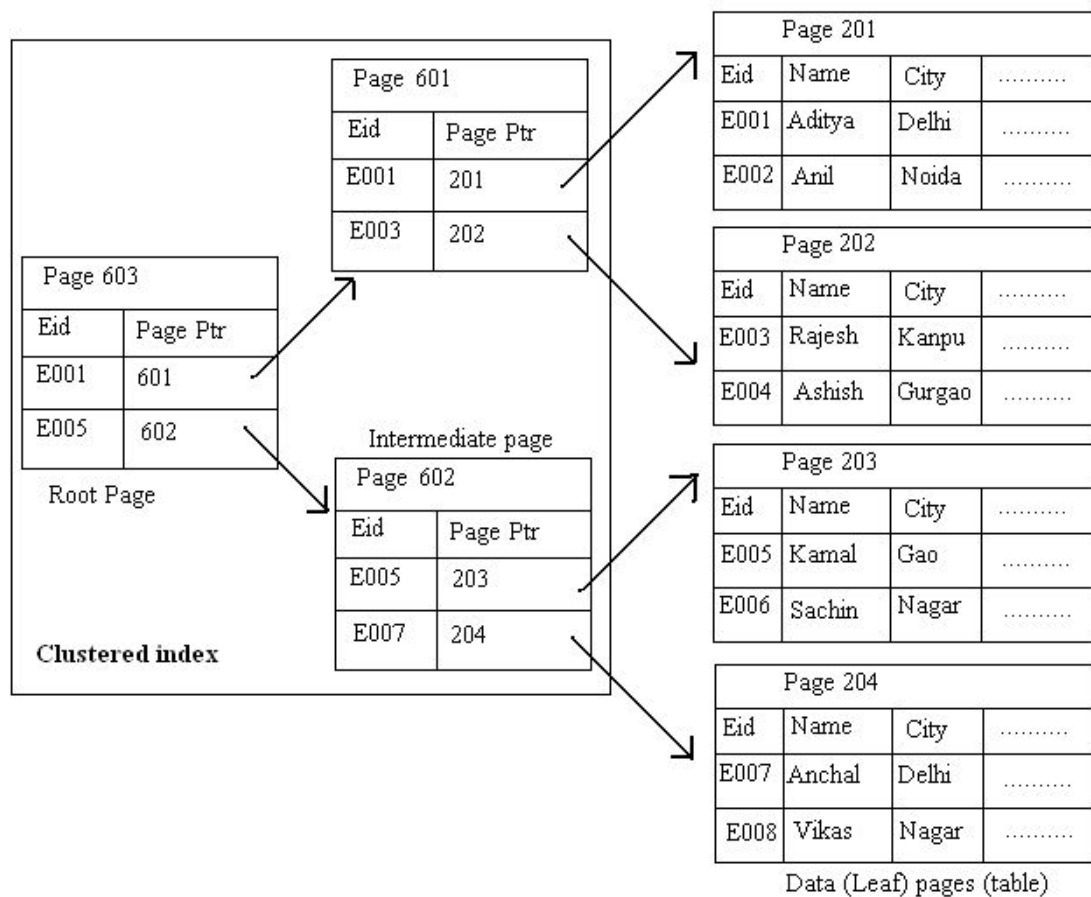 Page 603
Eid Page Ptr
E001 601
E005 602
Root Page
Page 601
Eid Page Ptr
E001 201
E003 202
Intermediate page
Page 602
Eid Page Ptr
E005 203
E007 204
Clustered index
Page 201
Eid Name City ..........
E001 Aditya Delhi ..........
E002 Anil Noida ..........
Page 202
Eid Name City ..........
E003 Rajesh Kanpu ..........
E004 Ashish Gurgao ..........
Page 203
Eid Name City ..........
E005 Kamal Gao ..........
E006 Sachin Nagar ..........
Page 204
Eid Name City ..........
E007 Anchal Delhi ..........
E008 Vikas Nagar ..........
Data (Leaf) pages (table)